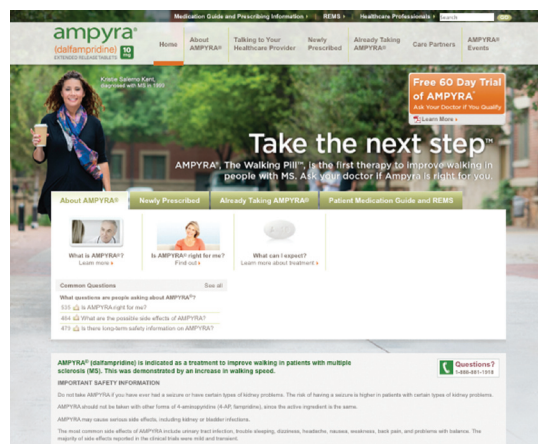 Medication Guide and Prescribing Information › REMS › Healthcare Professionals › Search
ampyra®
(dalfampridine) 10 mg
EXTENDED RELEASE TABLETS
Home
About AMPYRA®
Talking to Your Healthcare Provider
Newly Prescribed
Already Taking AMPYRA®
Care Partners
AMPYRA® Events
Kristie Salerno Kent,
diagnosed with MS in 1999
Free 60 Day Trial
of AMPYRA®
Ask Your Doctor if You Qualify
Learn More ›
Take the next step™
AMPYRA®, The Walking Pill™, is the first therapy to improve walking in
people with MS. Ask your doctor if Ampyra is right for you.
About AMPYRA® Newly Prescribed Already Taking AMPYRA® Patient Medication Guide and REMS
What is AMPYRA®? Is AMPYRA® right for me? What can I expect?
Learn more › Find out › Learn more about treatment ›
Common Questions See all
What questions are people asking about AMPYRA®?
Is AMPYRA right for me?
What are the possible side effects of AMPYRA?
Is there long-term safety information on AMPYRA?
AMPYRA® (dalfampridine) is indicated as a treatment to improve walking in patients with multiple
sclerosis (MS). This was demonstrated by an increase in walking speed.
Questions?
1-888-881-1918
IMPORTANT SAFETY INFORMATION
Do not take AMPYRA if you have ever had a seizure or have certain types of kidney problems. The risk of having a seizure is higher in patients with certain types of kidney problems.
AMPYRA should not be taken with other forms of 4-aminopyridine (4-AP, fampridine), since the active ingredient is the same.
AMPYRA may cause serious side effects, including kidney or bladder infections.
The most common side effects of AMPYRA include urinary tract infection, trouble sleeping, dizziness, headache, nausea, weakness, back pain, and problems with balance. The
majority of side effects reported in the clinical trials were mild and transient.